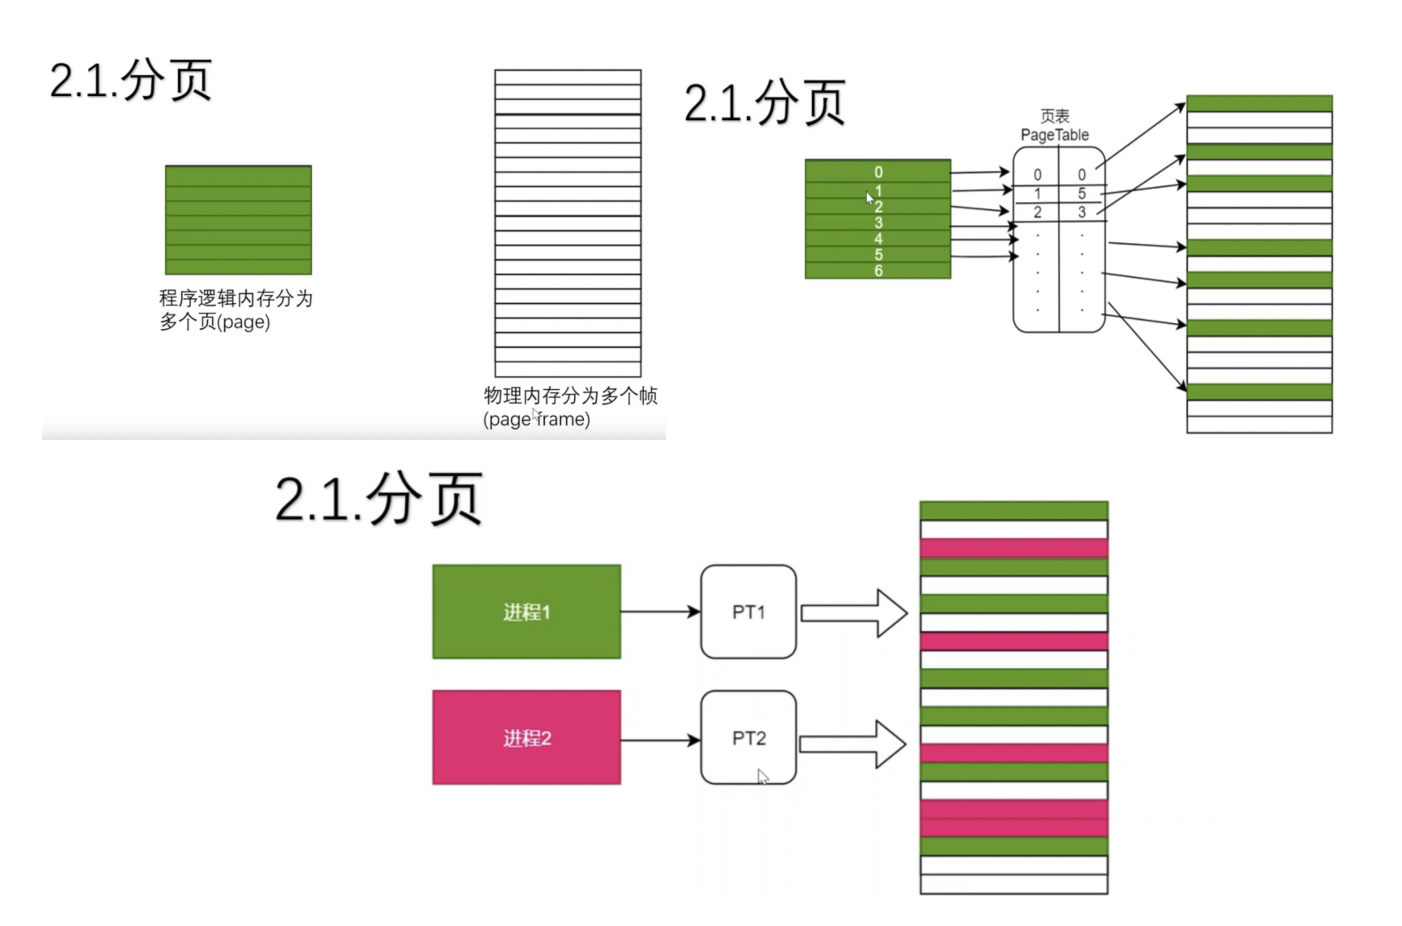 2.1.分页
程序逻辑内存分为
多个页(page)
物理内存分为多个帧
(page frame)
2.1.分页
0
1
2
3
4
5
6
页表
PageTable
0 0
1 5
2 3
2.1.分页
进程1
PT1
进程2
PT2